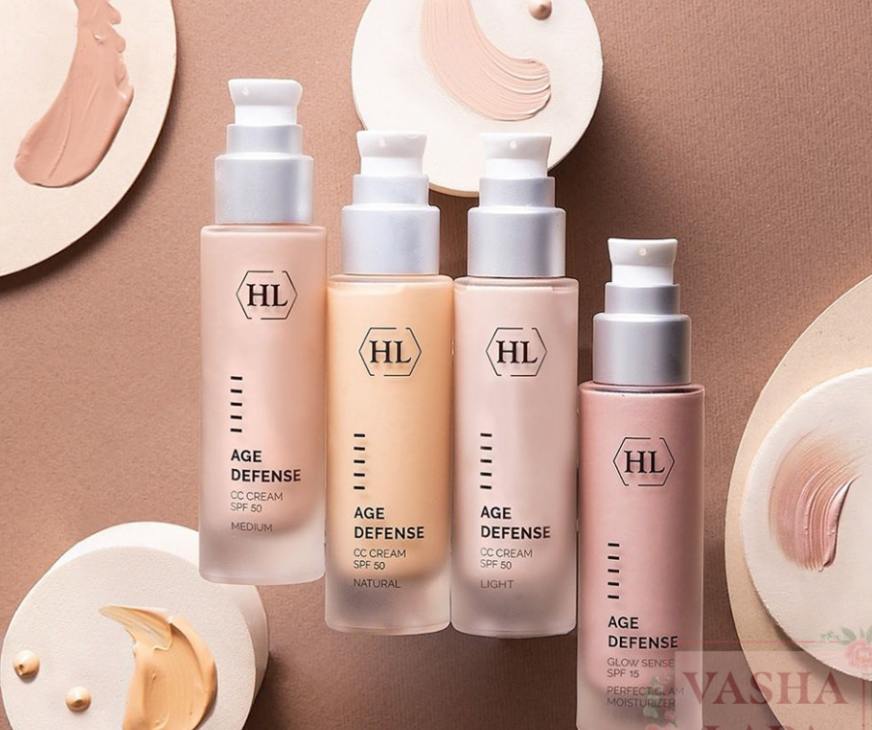 HL
AGE
DEFENSE
CC CREAM
SPF 50
MEDIUM
HL
AGE
DEFENSE
CC CREAM
SPF 50
NATURAL
HL
AGE
DEFENSE
CC CREAM
SPF 50
LIGHT
HL
AGE
DEFENSE
GLOW SENSE
SPF 15
PERFECT GLAM
MOISTURIZER
VASHA